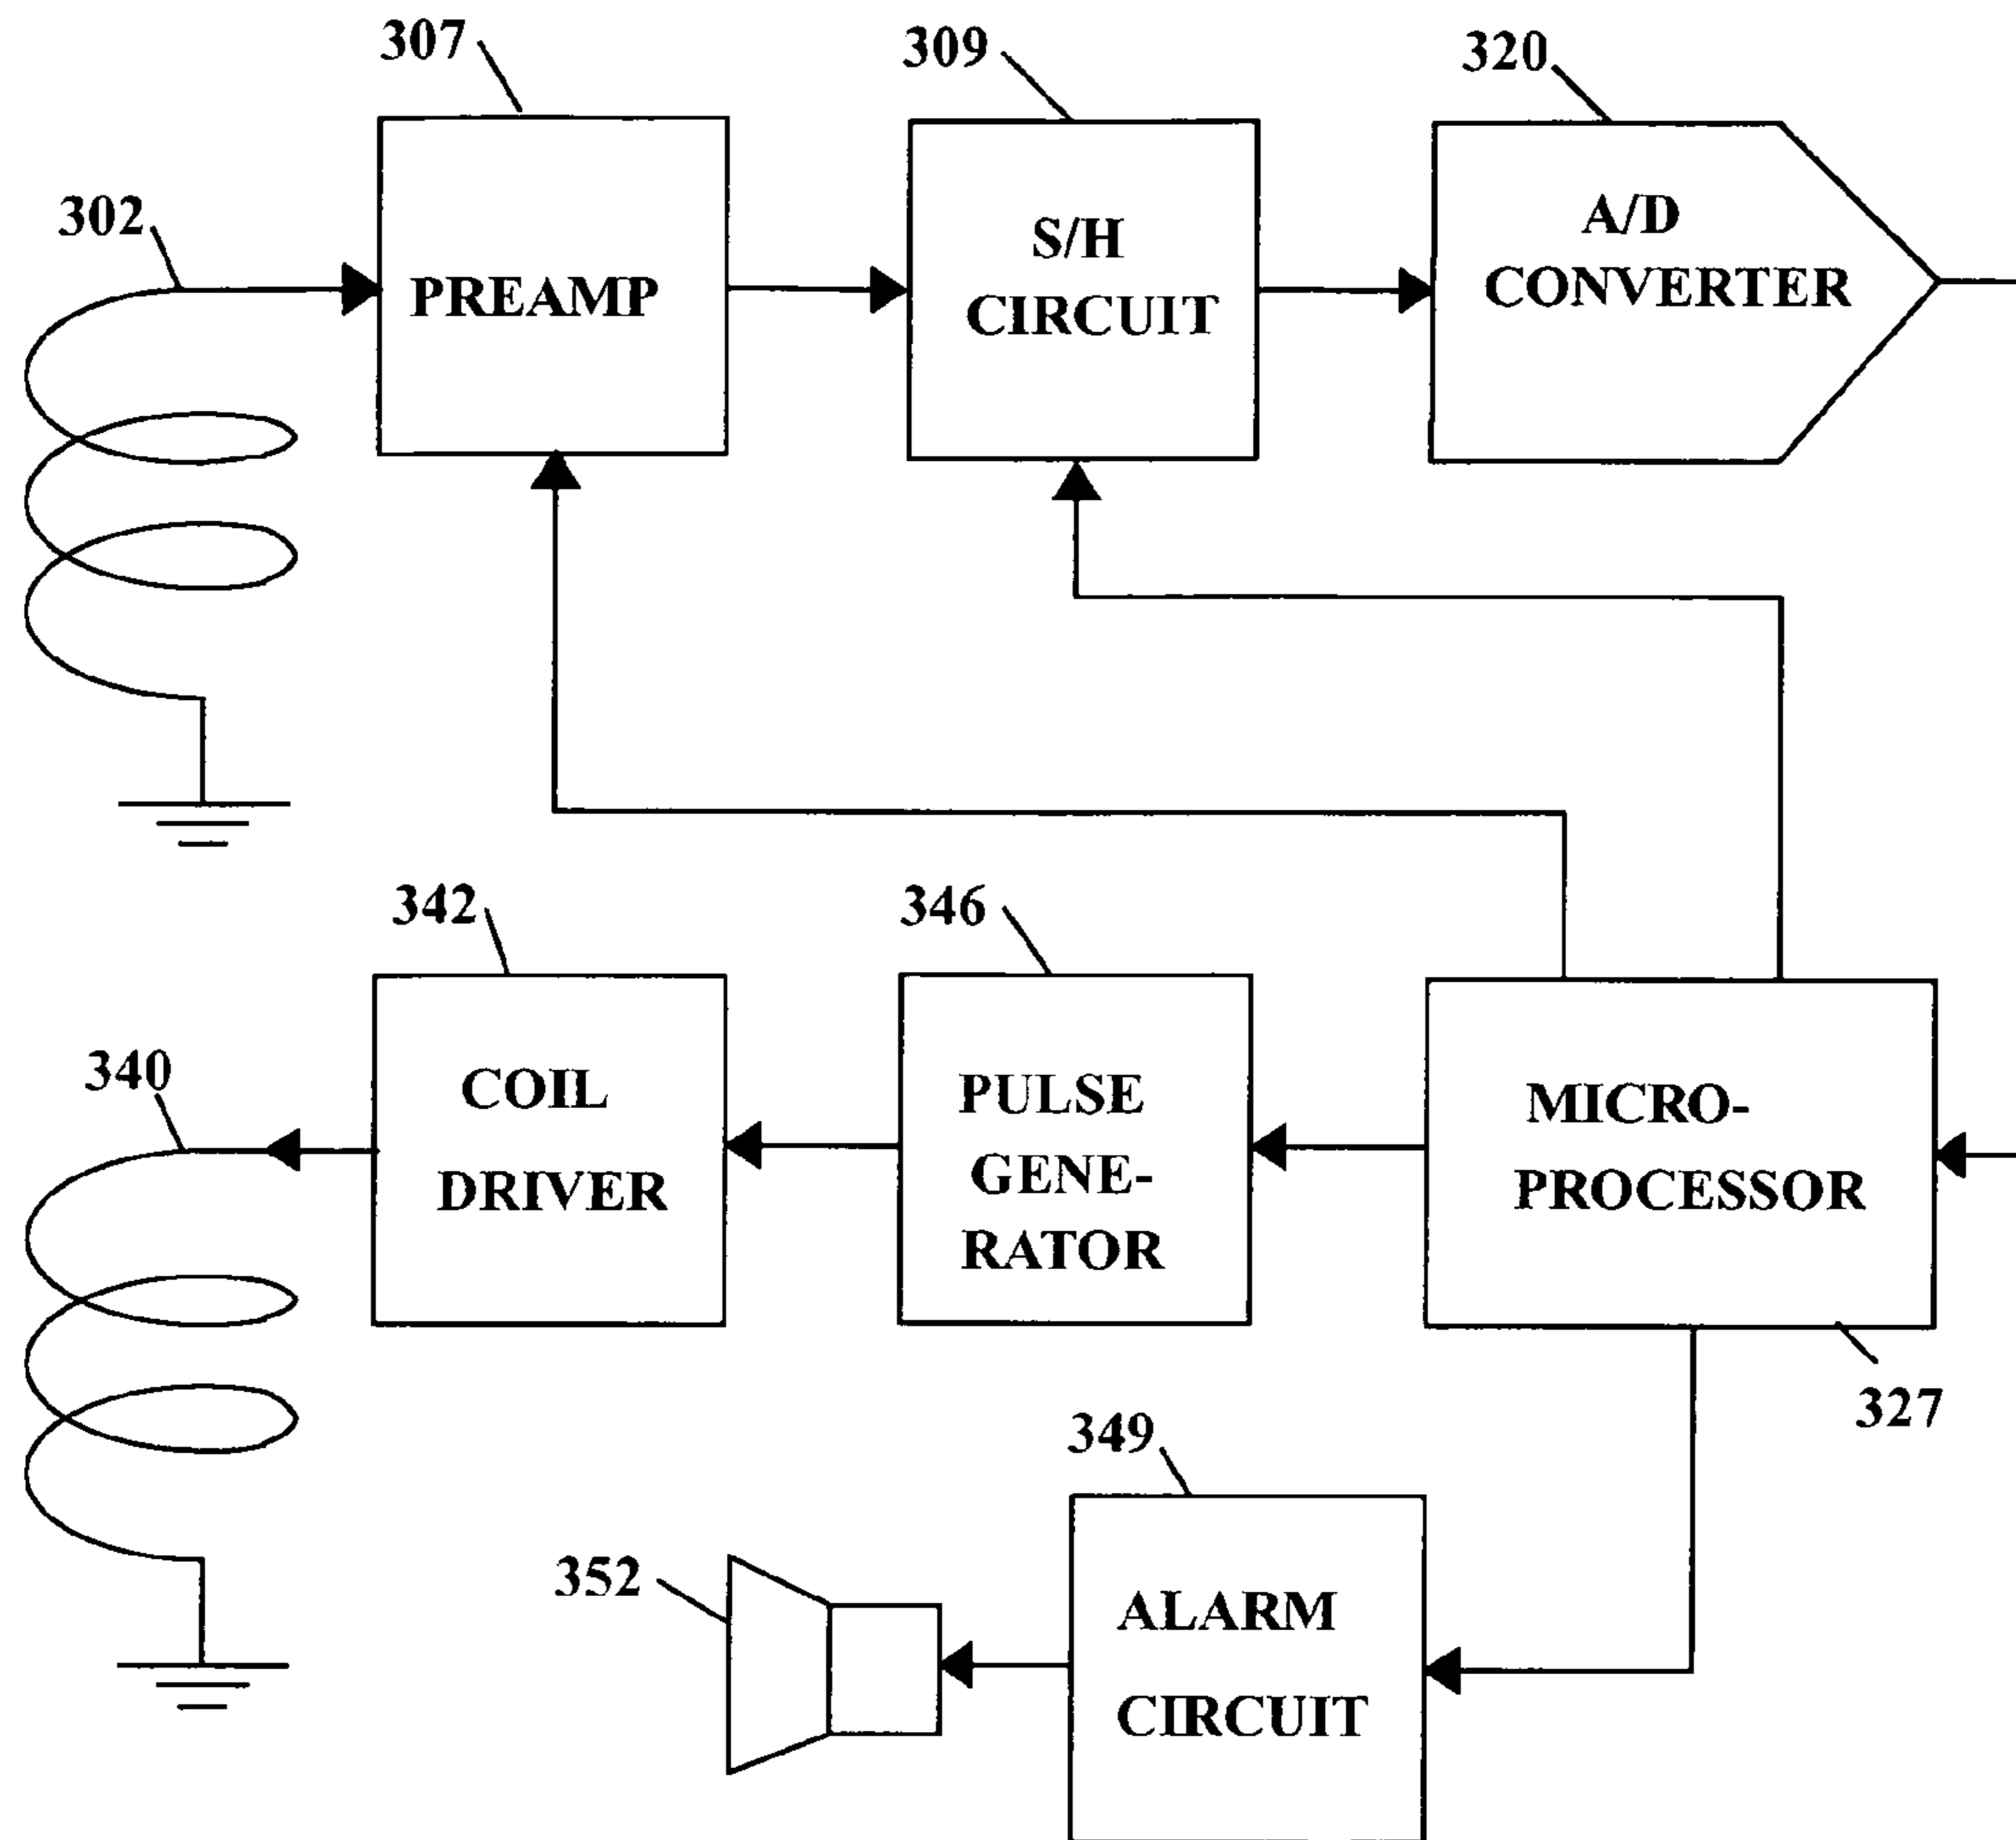 307
309
320
302
PREAMP
S/H
CIRCUIT
A/D
CONVERTER
342
346
340
COIL
DRIVER
PULSE
GENE-
RATOR
MICRO-
PROCESSOR
327
349
352
ALARM
CIRCUIT